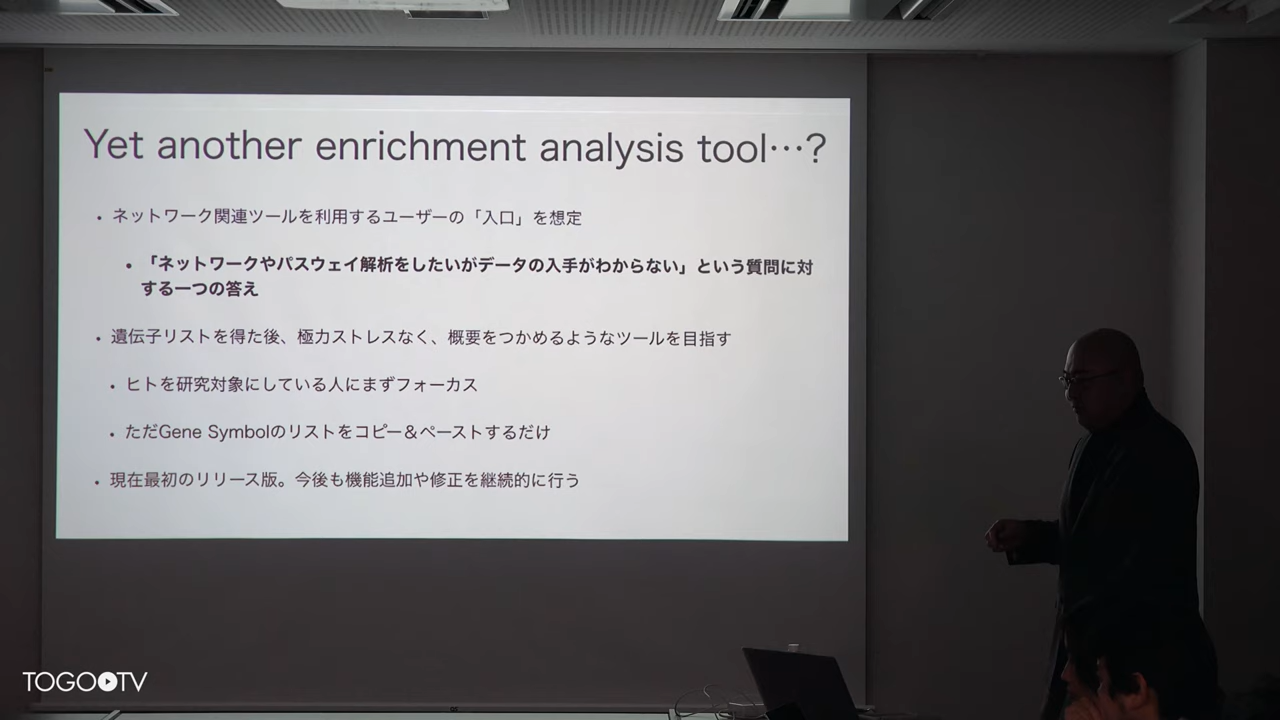 Yet another enrichment analysis tool…?
• ネットワーク関連ツールを利用するユーザーの「入口」を想定
• 「ネットワークやパスウェイ解析をしたいがデータの入手がわからない」という質問に対
する一つの答え
• 遺伝子リストを得た後、極力ストレスなく、概要をつかめるようなツールを目指す
• ヒトを研究対象にしている人にまずフォーカス
• ただGene Symbolのリストをコピー＆ペーストするだけ
• 現在最初のリリース版。今後も機能追加や修正を継続的に行う
TOGO TV